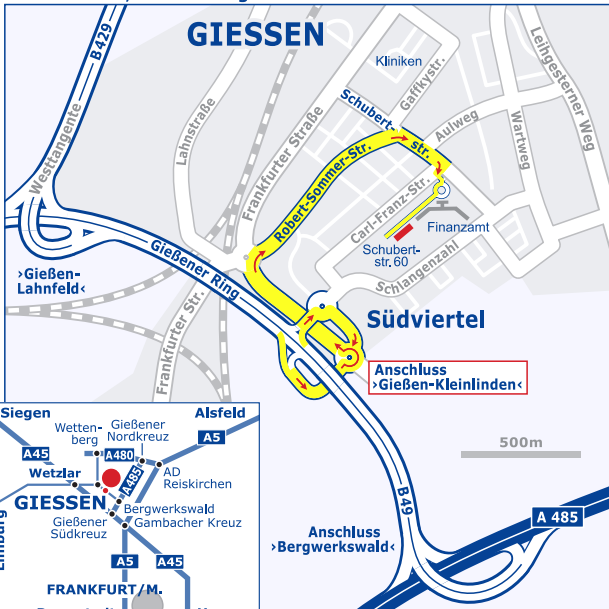 B429
GIESSEN
Kliniken
Gaffkystr.
Schubert-
str.
Aulweg
Leihgesterner Weg
Wartweg
Westtangente
Lahnstraße
Frankfurter Straße
Robert-Sommer-Str.
Carl-Franz-Str.
Finanzamt
Schubert-
str. 60
Schlangenzahl
Gießener Ring
›Gießen-
Lahnfeld‹
Frankfurter Str.
Südviertel
Anschluss
›Gießen-Kleinlinden‹
500m
B49
A 485
Anschluss
›Bergwerkswald‹
Siegen
Alsfeld
Wetten-
berg
Gießener
Nordkreuz
A5
A45
A480
A485
AD
Reiskirchen
Wetzlar
GIESSEN
Bergwerkswald
Gießener
Südkreuz
Gambacher Kreuz
Limburg
A5
A45
FRANKFURT/M.